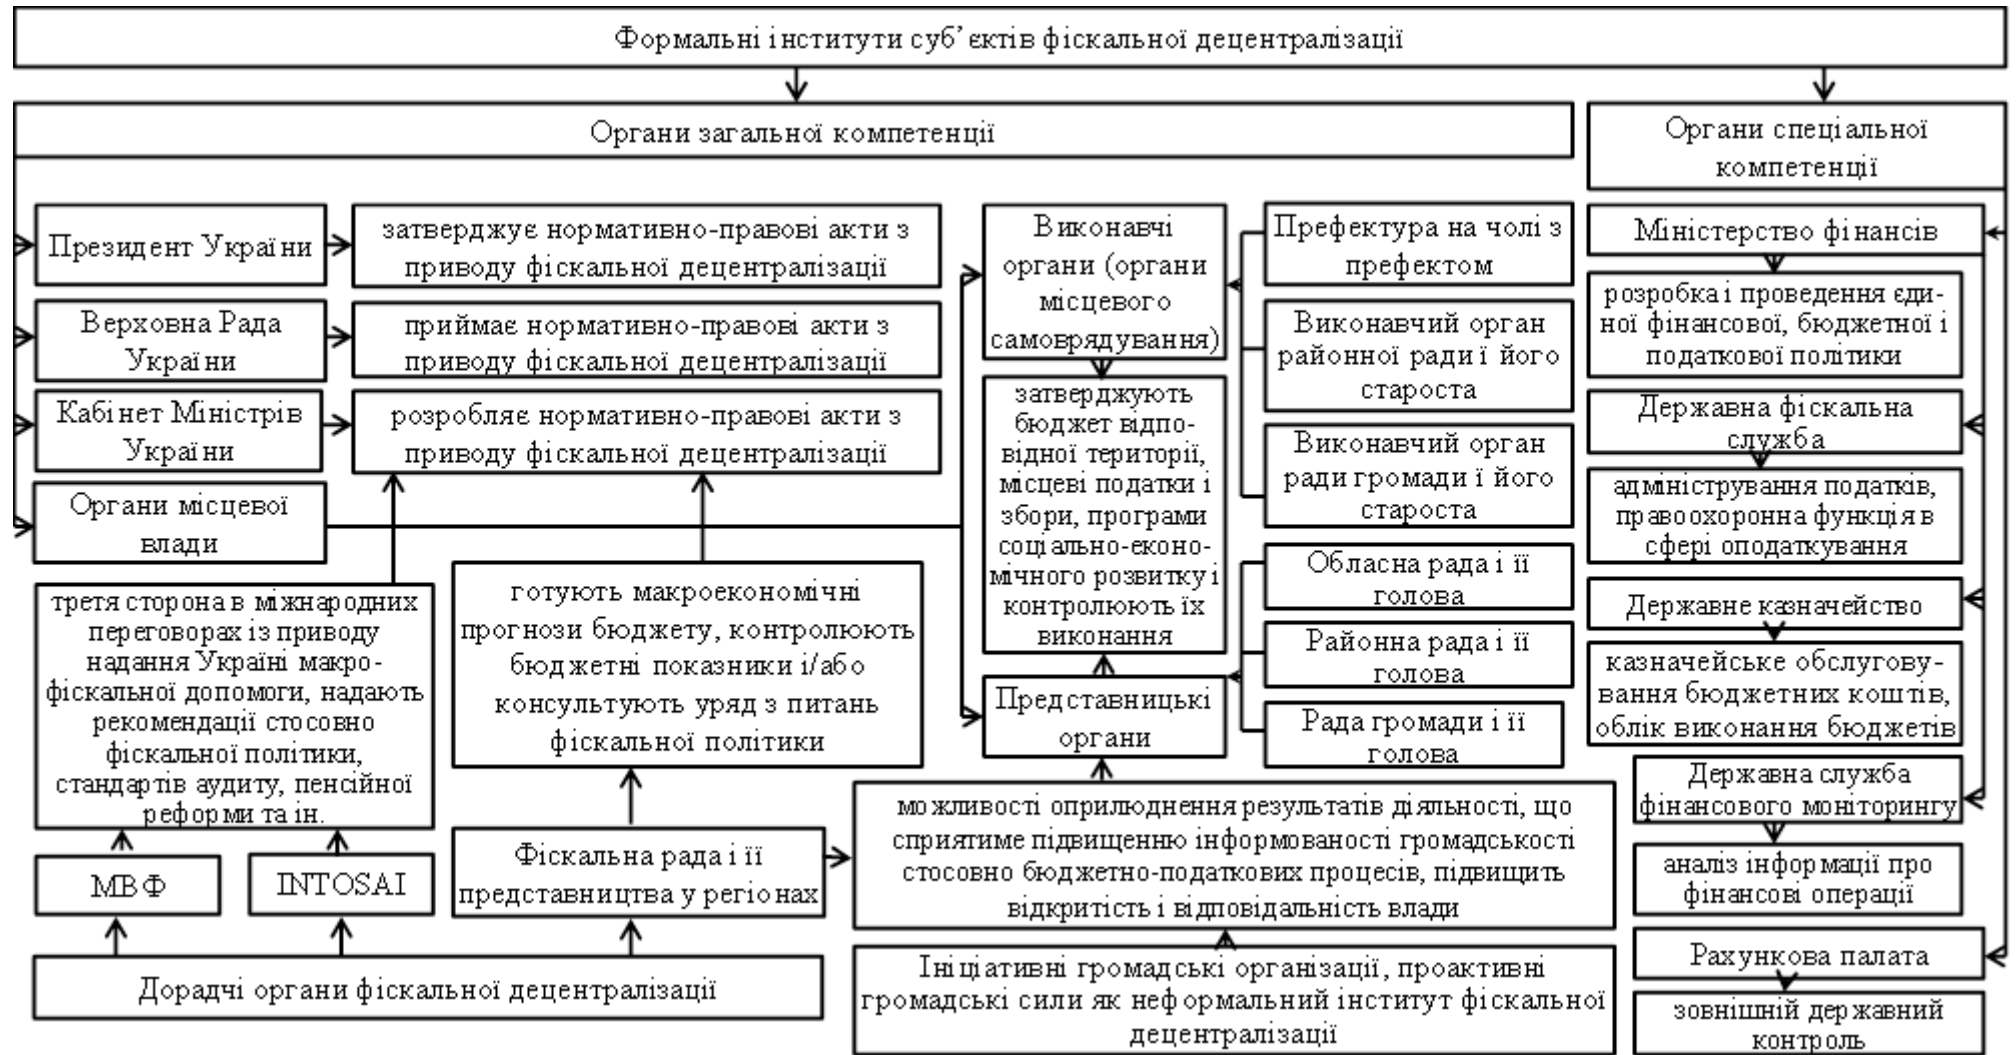 Формальні інститути суб’єктів фіскальної децентралізації
Органи загальної компетенції
Органи спеціальної
компетенції
Президент України
затверджує нормативно-правові акти з
приводу фіскальної децентралізації
Верховна Рада
України
приймає нормативно-правові акти з
приводу фіскальної децентралізації
Кабінет Міністрів
України
розробляє нормативно-правові акти з
приводу фіскальної децентралізації
Органи місцевої
влади
третя сторона в міжнародних
переговорах із приводу
надання Україні макро-
фіскальної допомоги, надають
рекомендації стосовно
фіскальної політики,
стандартів аудиту, пенсійної
реформи та ін.
МВФ
INTOSAI
готують макроекономічні
прогнози бюджету, контролюють
бюджетні показники і/або
консультують уряд з питань
фіскальної політики
Фіскальна рада і її
представництва у регіонах
Дорадчі органи фіскальної децентралізації
Виконавчі
органи (органи
місцевого
самоврядування)
затверджують
бюджет відпо-
відної території,
місцеві податки і
збори, програми
соціально-еконо-
мічного розвитку і
контролюють їх
виконання
Представницькі
органи
Префектура на чолі з
префектом
Виконавчий орган
районної ради і його
староста
Виконавчий орган
ради громади і його
староста
Обласна рада і її
голова
Районна рада і її
голова
Рада громади і її
голова
можливості оприлюднення результатів діяльності, що
сприятиме підвищенню інформованості громадськості
стосовно бюджетно-податкових процесів, підвищить
відкритість і відповідальність влади
Ініціативні громадські організації, проактивні
громадські сили як неформальний інститут фіскальної
децентралізації
Міністерство фінансів
розробка і проведення єди-
ної фінансової, бюджетної і
податкової політики
Державна фіскальна
служба
адміністрування податків,
правоохоронна функція в
сфері оподаткування
Державне казначейство
казначейське обслугову-
вання бюджетних коштів,
облік виконання бюджетів
Державна служба
фінансового моніторингу
аналіз інформації про
фінансові операції
Рахункова палата
зовнішній державний
контроль